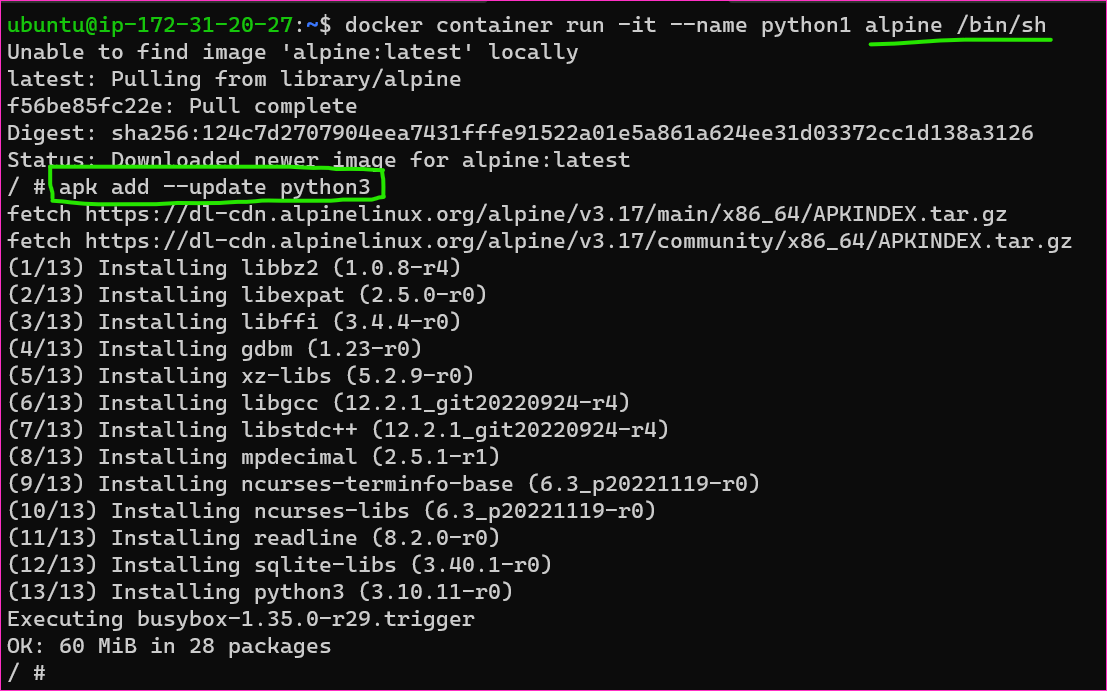 ubuntu@ip-172-31-20-27:~$ docker container run -it --name python1 alpine /bin/sh
Unable to find image 'alpine:latest' locally
latest: Pulling from library/alpine
f56be85fc22e: Pull complete
Digest: sha256:124c7d2707904eea7431fffe91522a01e5a861a624ee31d03372cc1d138a3126
Status: Downloaded newer image for alpine:latest
/ # apk add --update python3
fetch https://dl-cdn.alpinelinux.org/alpine/v3.17/main/x86_64/APKINDEX.tar.gz
fetch https://dl-cdn.alpinelinux.org/alpine/v3.17/community/x86_64/APKINDEX.tar.gz
(1/13) Installing libbz2 (1.0.8-r4)
(2/13) Installing libexpat (2.5.0-r0)
(3/13) Installing libffi (3.4.4-r0)
(4/13) Installing gdbm (1.23-r0)
(5/13) Installing xz-libs (5.2.9-r0)
(6/13) Installing libgcc (12.2.1_git20220924-r4)
(7/13) Installing libstdc++ (12.2.1_git20220924-r4)
(8/13) Installing mpdecimal (2.5.1-r1)
(9/13) Installing ncurses-terminfo-base (6.3_p20221119-r0)
(10/13) Installing ncurses-libs (6.3_p20221119-r0)
(11/13) Installing readline (8.2.0-r0)
(12/13) Installing sqlite-libs (3.40.1-r0)
(13/13) Installing python3 (3.10.11-r0)
Executing busybox-1.35.0-r29.trigger
OK: 60 MiB in 28 packages
/ #